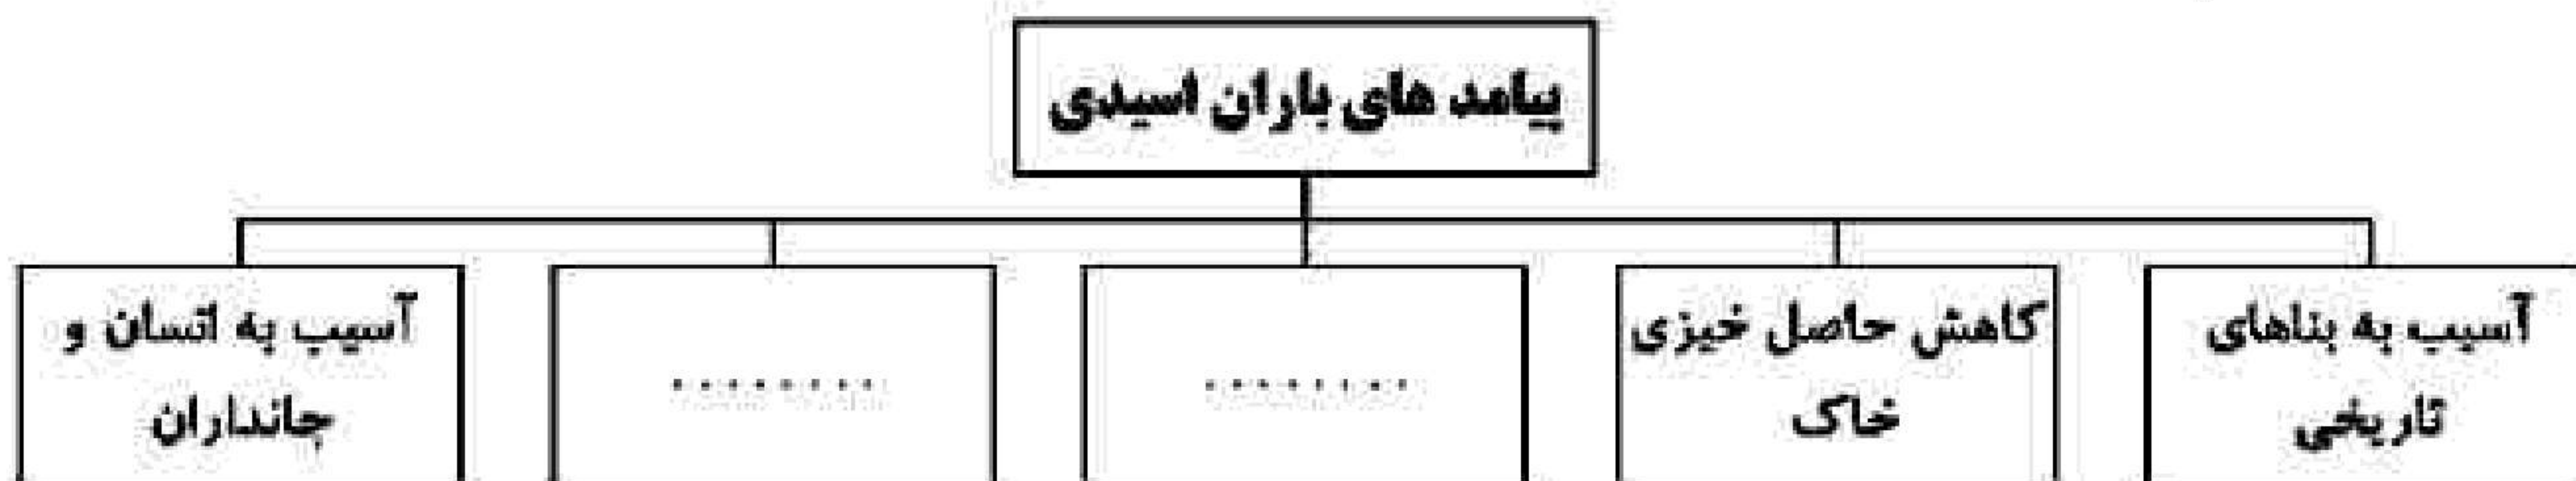 پیامد های باران اسیدی
آسیب به بناهای
تاریخی
کاهش حاصل خیزی
خاک
.........
.........
آسیب به انسان و
جانداران